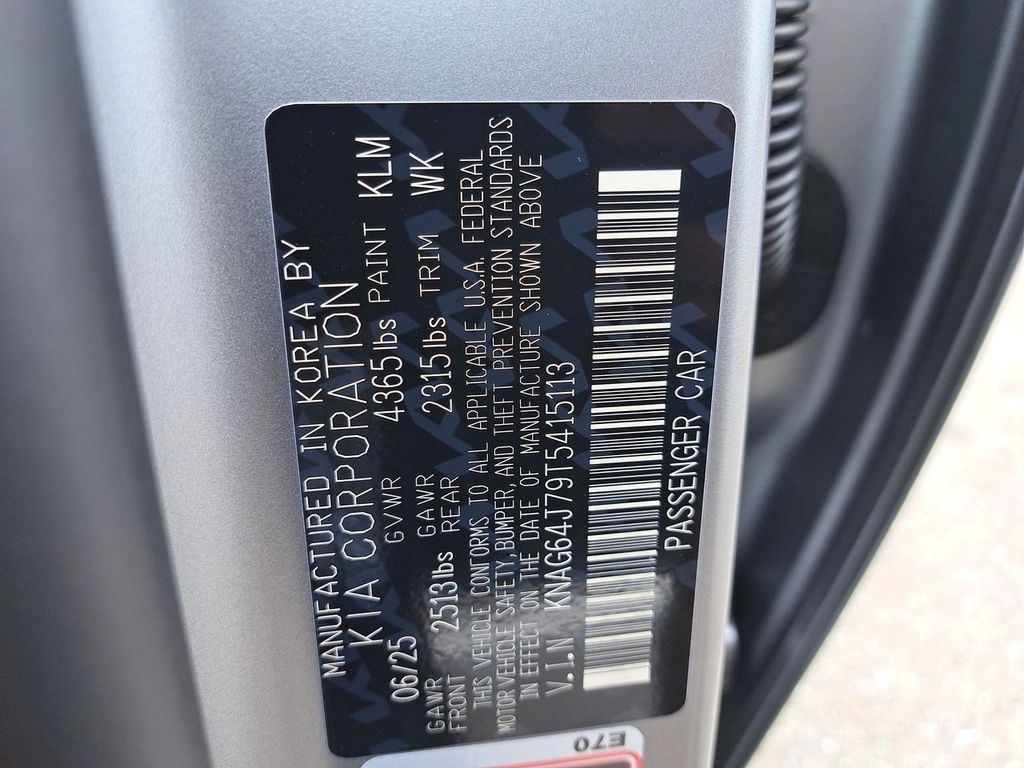 MANUFACTURED IN KOREA BY
KIA CORPORATION
06/25 GVWR 4365lbs PAINT KLM
GAWR FRONT 2513lbs GAWR REAR 2315lbs TRIM WK
THIS VEHICLE CONFORMS TO ALL APPLICABLE U.S.A. FEDERAL
MOTOR VEHICLE SAFETY, BUMPER, AND THEFT PREVENTION STANDARDS
IN EFFECT ON THE DATE OF MANUFACTURE SHOWN ABOVE
V.I.N KNAG64J79T5415113
PASSENGER CAR
E70